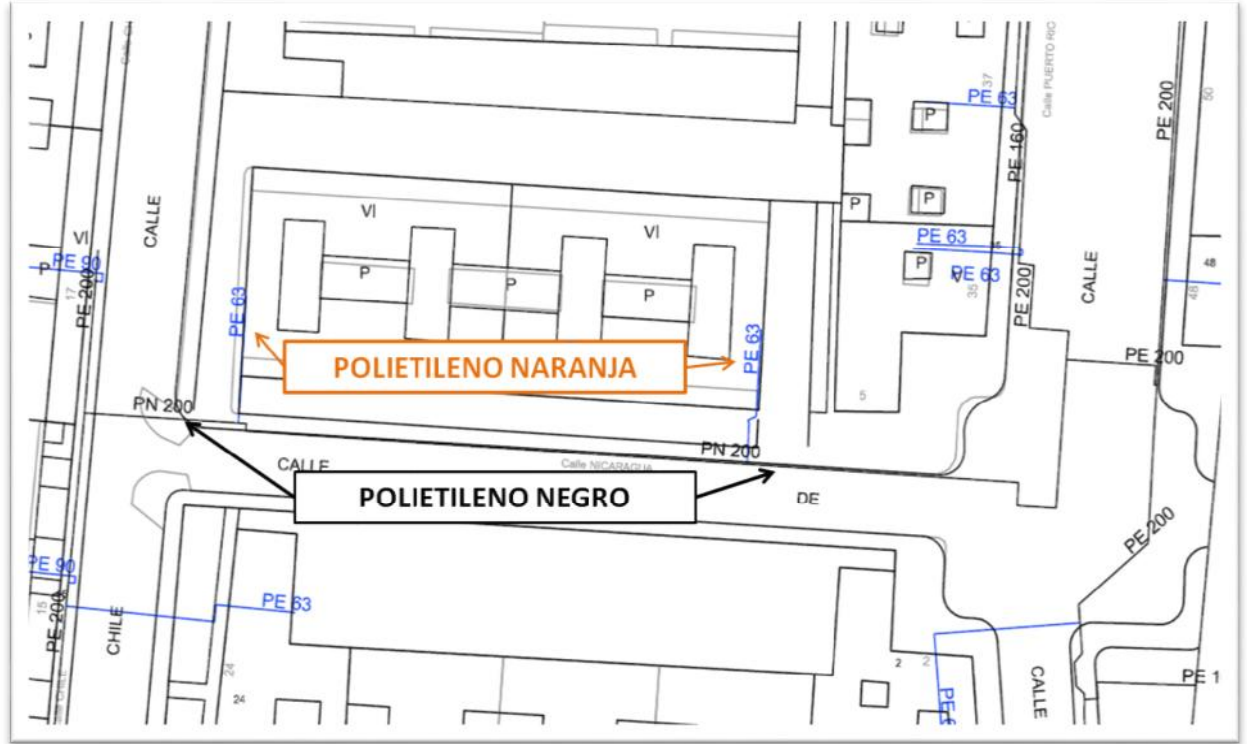 Calle PUERTO RIC
37
PE 63
50
PE 200
P
PE 160
P
P
CALLE
VI
VI
VI
PE 63
PE 63
35
48
48
CALLE
P
PE 90
P
17
PE 200
P
P
P
PE 63
PE 63
PE 200
PE 200
POLIETILENO NARANJA
5
PN 200
PN 200
CALLE
Calle NICARAGUA
POLIETILENO NEGRO
DE
PE 200
PE 90
15
PE 200
CHILE
PE 63
24
24
2
2
CALLE
PE 1